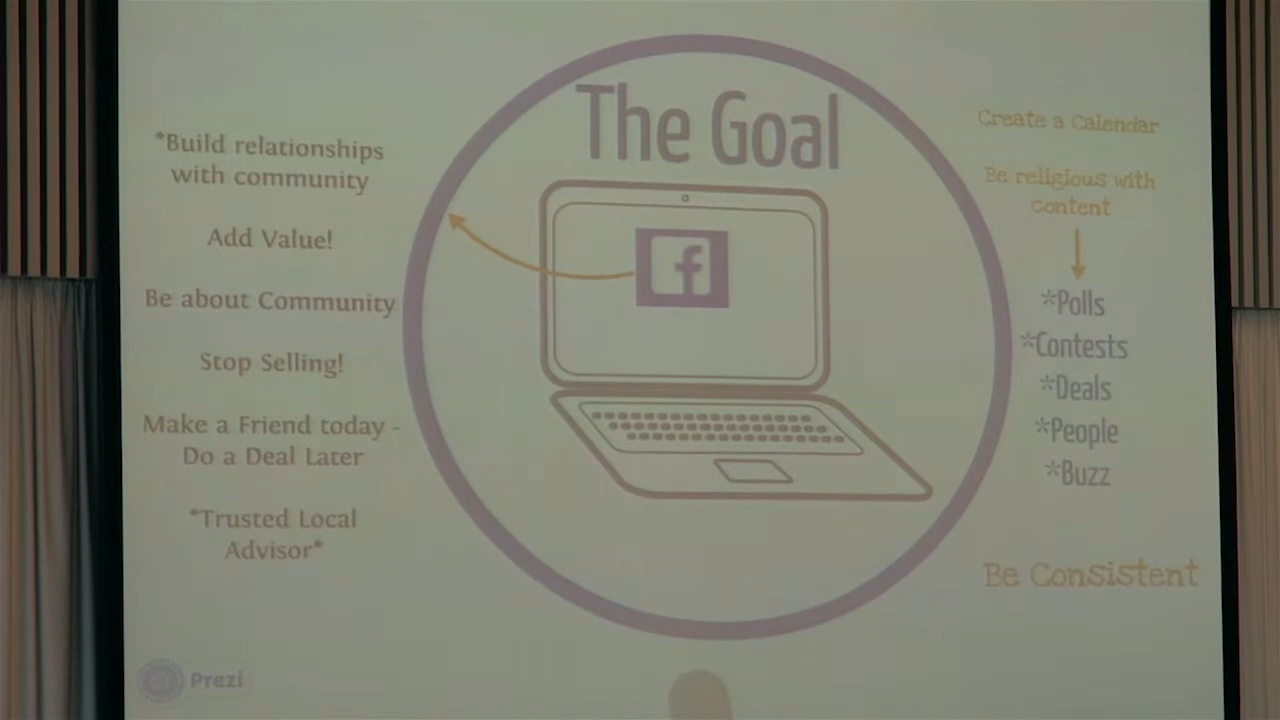 The Goal
*Build relationships
with community
Add Value!
Be about Community
Stop Selling!
Make a Friend today -
Do a Deal Later
*Trusted Local
Advisor*
f
Create a Calendar
Be religious with
content
*Polls
*Contests
*Deals
*People
*Buzz
Be Consistent
Prezi